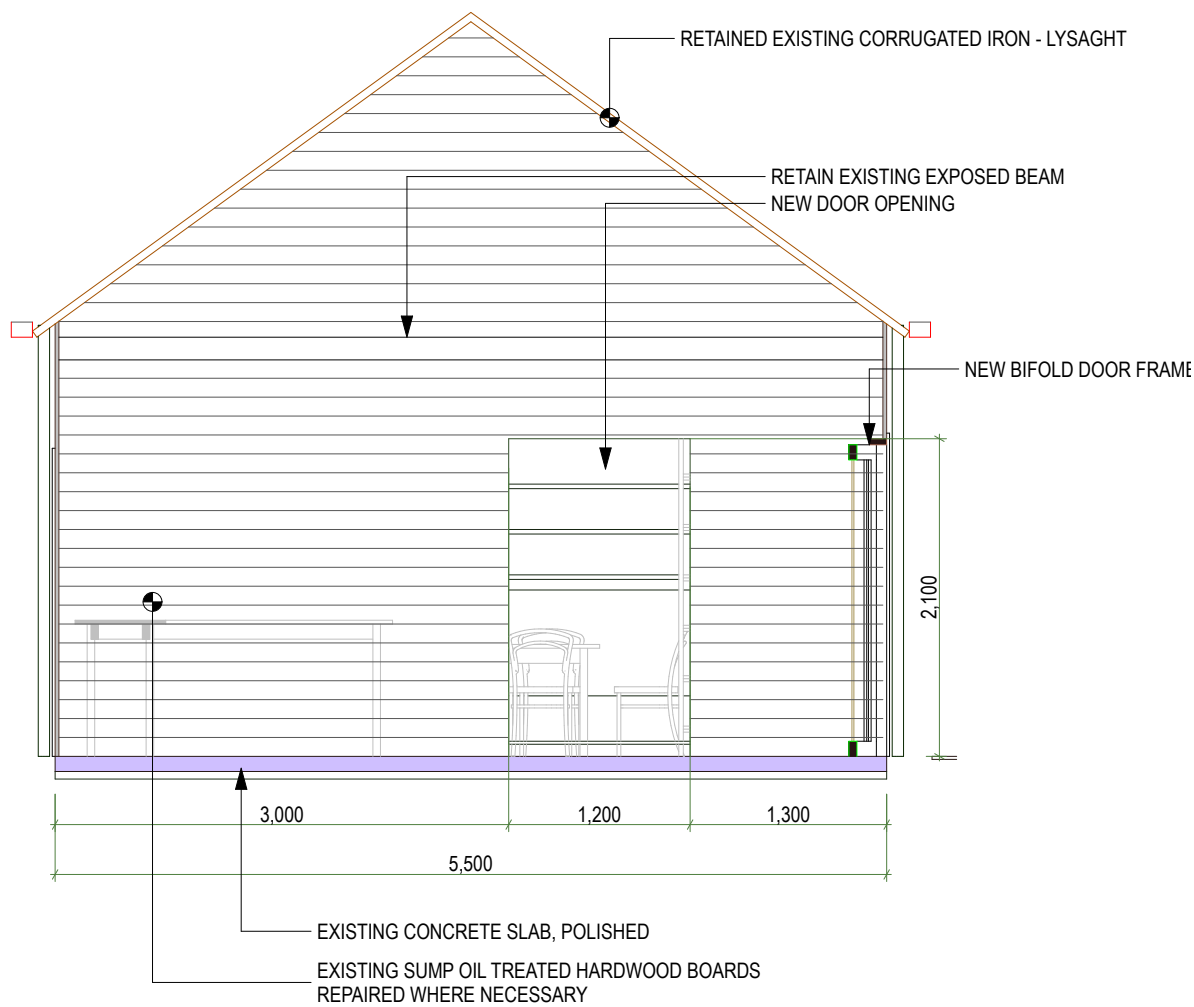 RETAINED EXISTING CORRUGATED IRON - LYSAGHT
RETAIN EXISTING EXPOSED BEAM
NEW DOOR OPENING
NEW BIFOLD DOOR FRAME
2,100
3,000
1,200
1,300
5,500
EXISTING CONCRETE SLAB, POLISHED
EXISTING SUMP OIL TREATED HARDWOOD BOARDS
REPAIRED WHERE NECESSARY